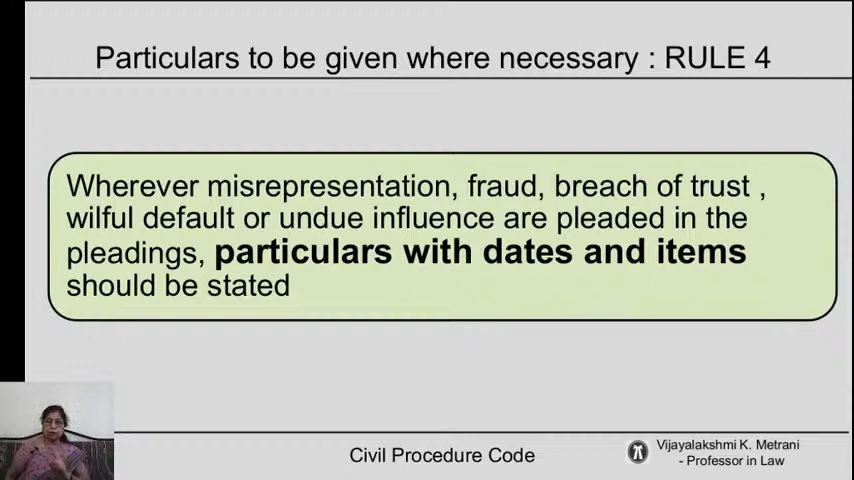 Particulars to be given where necessary : RULE 4
Wherever misrepresentation, fraud, breach of trust ,
wilful default or undue influence are pleaded in the
pleadings, particulars with dates and items
should be stated
Civil Procedure Code
Vijayalakshmi K. Metrani
- Professor in Law